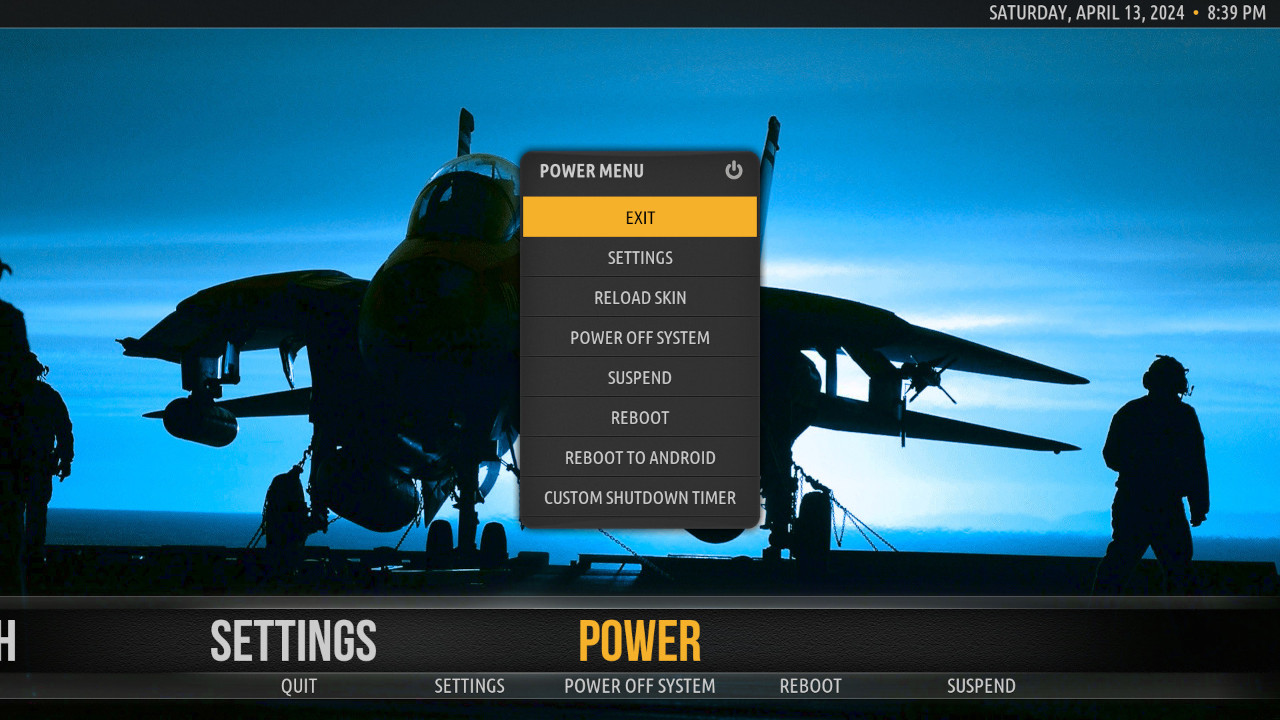 SATURDAY, APRIL 13, 2024 • 8:39 PM
POWER MENU
EXIT
SETTINGS
RELOAD SKIN
POWER OFF SYSTEM
SUSPEND
REBOOT
REBOOT TO ANDROID
CUSTOM SHUTDOWN TIMER
H SETTINGS POWER
QUIT SETTINGS POWER OFF SYSTEM REBOOT SUSPEND